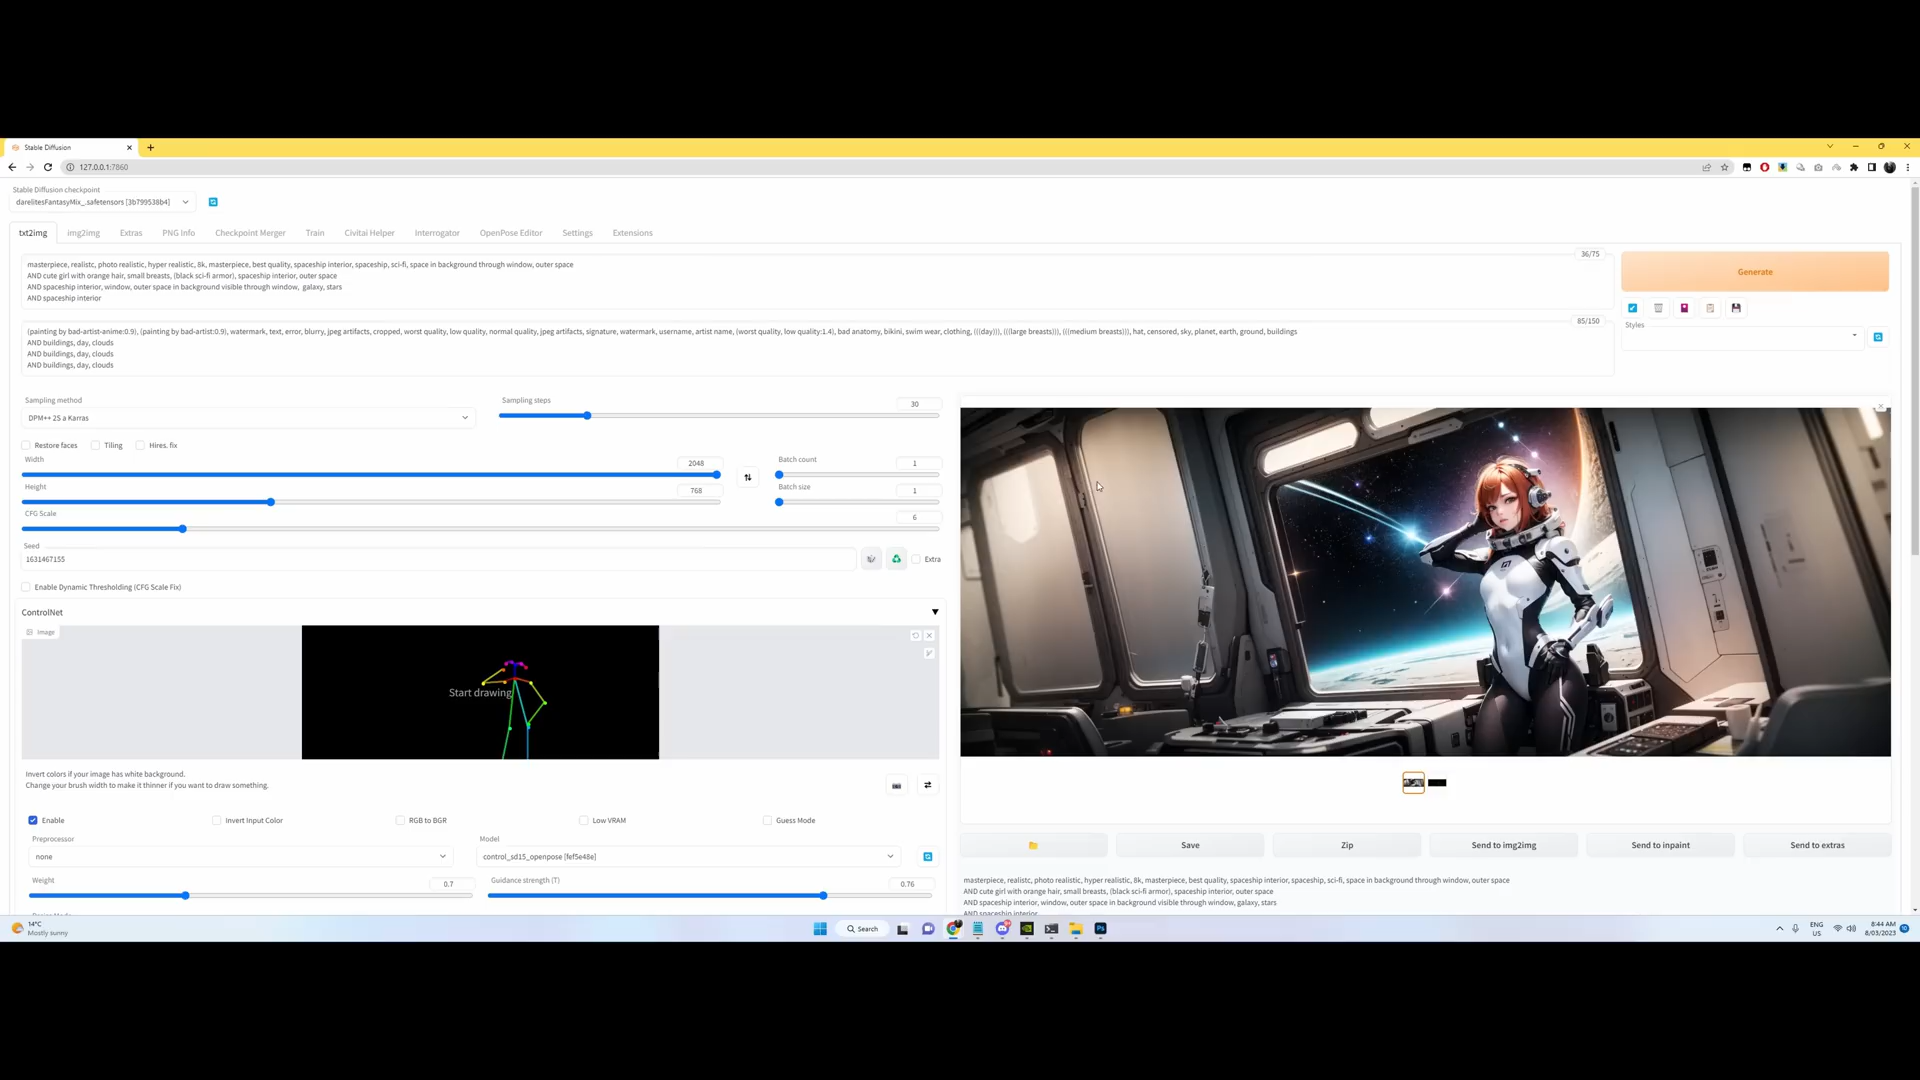 Stable Diffusion
127.0.0.1:7860
Stable Diffusion checkpoint
darelitesFantasyMix_.safetensors [3b799538b4]
txt2img img2img Extras PNG Info Checkpoint Merger Train Civitai Helper Interrogator OpenPose Editor Settings Extensions
36/75
masterpiece, realistc, photo realistic, hyper realistic, 8k, masterpiece, best quality, spaceship interior, spaceship, sci-fi, space in background through window, outer space
AND cute girl with orange hair, small breasts, (black sci-fi armor), spaceship interior, outer space
AND spaceship interior, window, outer space in background visible through window, galaxy, stars
AND spaceship interior
Generate
85/150
(painting by bad-artist-anime:0.9), (painting by bad-artist:0.9), watermark, text, error, blurry, jpeg artifacts, cropped, worst quality, low quality, normal quality, jpeg artifacts, signature, watermark, username, artist name, (worst quality, low quality:1.4), bad anatomy, bikini, swim wear, clothing, (((day))), (((large breasts))), (((medium breasts))), hat, censored, sky, planet, earth, ground, buildings
AND buildings, day, clouds
AND buildings, day, clouds
AND buildings, day, clouds
Styles
Sampling method
DPM++ 2S a Karras
Sampling steps
30
Restore faces Tiling Hires. fix
Width
2048
Batch count
1
Height
768
Batch size
1
CFG Scale
6
Seed
1631467155
Extra
Enable Dynamic Thresholding (CFG Scale Fix)
ControlNet
Image
Start drawing
Invert colors if your image has white background.
Change your brush width to make it thinner if you want to draw something.
Enable Invert Input Color RGB to BGR Low VRAM Guess Mode
Preprocessor
none
Model
control_sd15_openpose [fef5e48e]
Weight
0.7
Guidance strength (T)
0.76
Save Zip Send to img2img Send to inpaint Send to extras
masterpiece, realistc, photo realistic, hyper realistic, 8k, masterpiece, best quality, spaceship interior, spaceship, sci-fi, space in background through window, outer space
AND cute girl with orange hair, small breasts, (black sci-fi armor), spaceship interior, outer space
AND spaceship interior, window, outer space in background visible through window, galaxy, stars
AND spaceship interior
14°C
Mostly sunny
Search
ENG
US
8:44 AM
8/03/2023